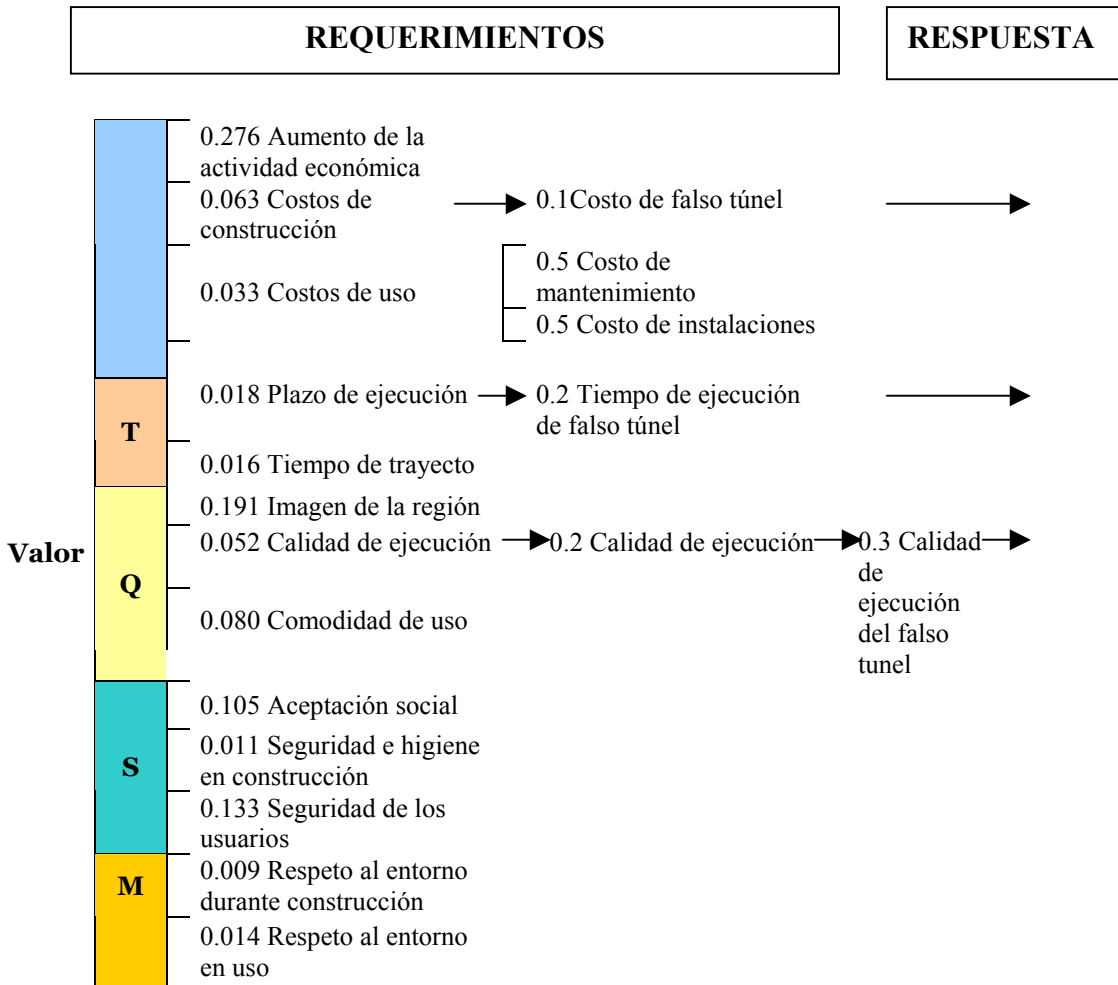 REQUERIMIENTOS
RESPUESTA
0.276 Aumento de la
actividad económica
0.063 Costos de
construcción
0.1Costo de falso túnel
0.033 Costos de uso
0.5 Costo de
mantenimiento
0.5 Costo de instalaciones
T
0.018 Plazo de ejecución
0.2 Tiempo de ejecución
de falso túnel
0.016 Tiempo de trayecto
Valor
Q
0.191 Imagen de la región
0.052 Calidad de ejecución
0.2 Calidad de ejecución
0.3 Calidad
de
ejecución
del falso
tunel
0.080 Comodidad de uso
S
0.105 Aceptación social
0.011 Seguridad e higiene
en construcción
0.133 Seguridad de los
usuarios
M
0.009 Respeto al entorno
durante construcción
0.014 Respeto al entorno
en uso